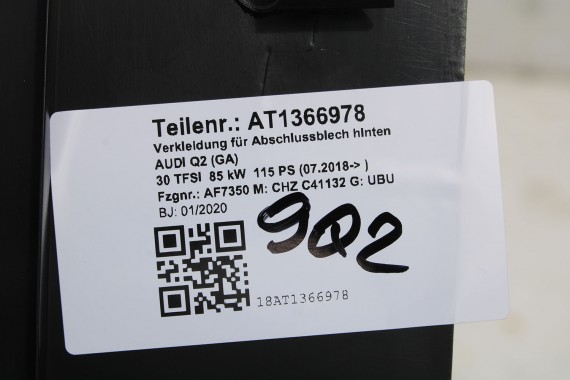 Teilenr.: AT1366978
Verkleidung für Abschlussblech hinten
AUDI Q2 (GA)
30 TFSI 85 kW 115 PS (07.2018-> )
Fzgnr.: AF7350 M: CHZ C41132 G: UBU
BJ: 01/2020
9Q2
18AT1366978